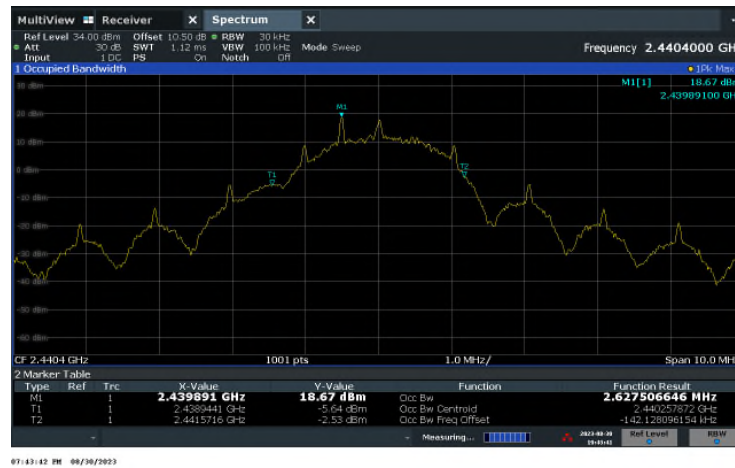 MultiView Receiver X Spectrum X
Ref Level 34.00 dBm Offset 10.50 dB RBW 30 kHz
Att 30 dB SWT 1.12 ms VBW 100 kHz Mode Sweep Frequency 2.4404000 GH
Input 1 DC PS On Notch Off
1 Occupied Bandwidth 1Pk Max
30 dBm M1[1] 18.67 dBm
2.43989100 GH
M1
20 dBm
10 dBm
0 dBm
T1 T2
-10 dBm
-20 dBm
-30 dBm
-40 dBm
-60 dBm
CF 2.4404 GHz 1001 pts 1.0 MHz/ Span 10.0 MH
2 Marker Table
Type Ref Trc X-Value Y-Value Function Function Result
M1 1 2.439891 GHz 18.67 dBm Occ Bw 2.627506646 MHz
T1 1 2.4389441 GHz -5.64 dBm Occ Bw Centroid 2.440257872 GHz
T2 1 2.4415716 GHz -2.53 dBm Occ Bw Freq Offset -142.128096154 kHz
Measuring... 2023-08-30 19:43:41 Ref Level RBW
07:43:42 PM 08/30/2023